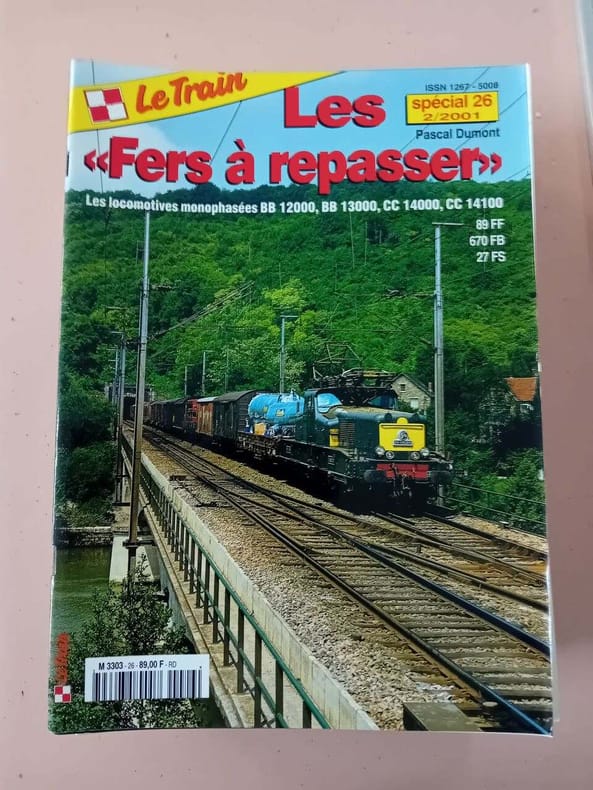 Le Train
ISSN 1267 - 5008
spécial 26
2/2001
Pascal Dumont
Les
«Fers à repasser»
Les locomotives monophasées BB 12000, BB 13000, CC 14000, CC 14100
89 FF
670 FB
27 FS
M 3303 - 26 - 89,00 F - RD